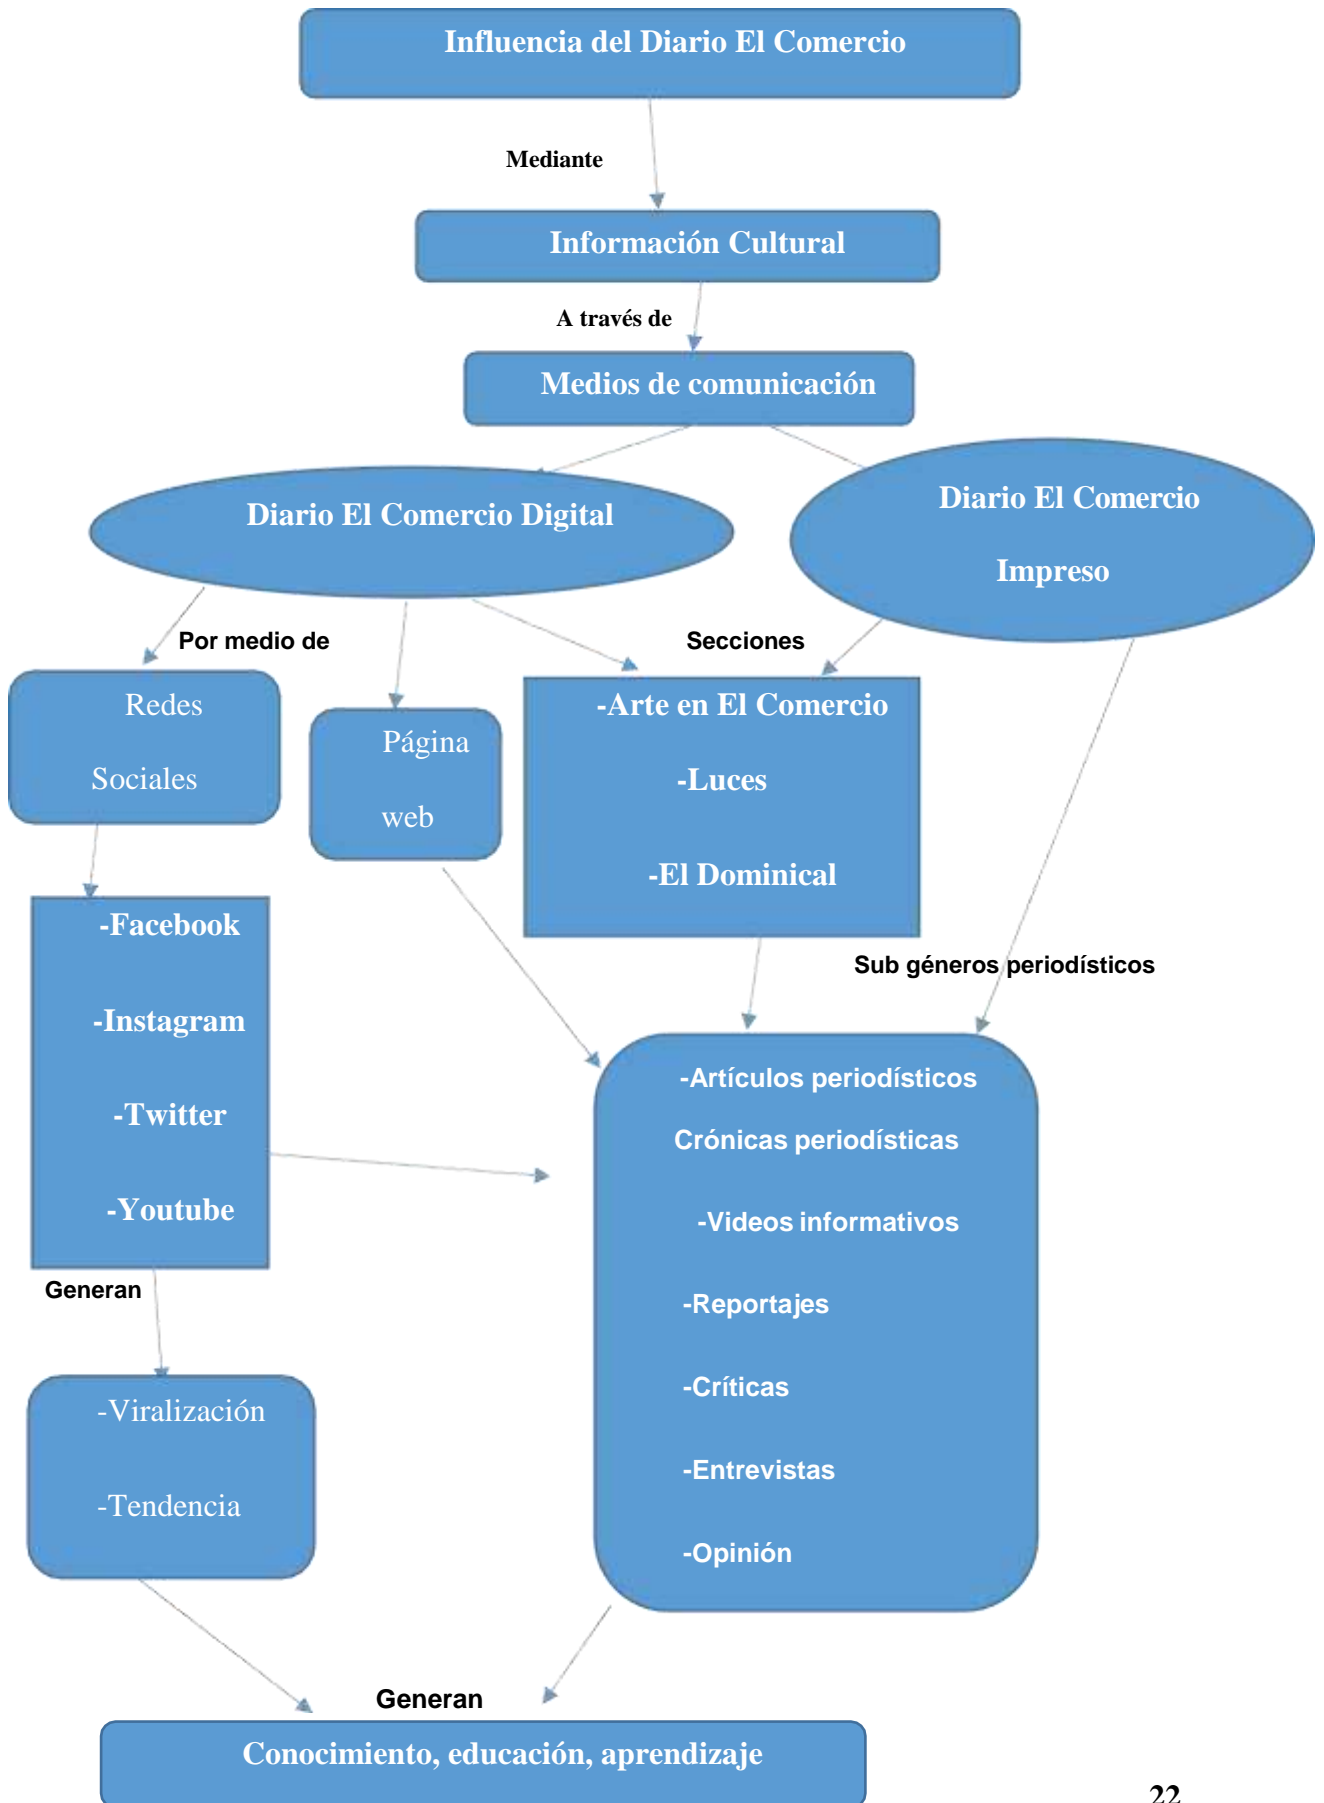 Influencia del Diario El Comercio
Mediante
Información Cultural
A través de
Medios de comunicación
Diario El Comercio Digital
Diario El Comercio
Impreso
Por medio de
Secciones
Redes
Sociales
Página
web
-Arte en El Comercio
-Luces
-El Dominical
-Facebook
-Instagram
-Twitter
-Youtube
Sub géneros periodísticos
-Artículos periodísticos
Crónicas periodísticas
-Videos informativos
-Reportajes
-Críticas
-Entrevistas
-Opinión
Generan
-Viralización
-Tendencia
Generan
Conocimiento, educación, aprendizaje
22